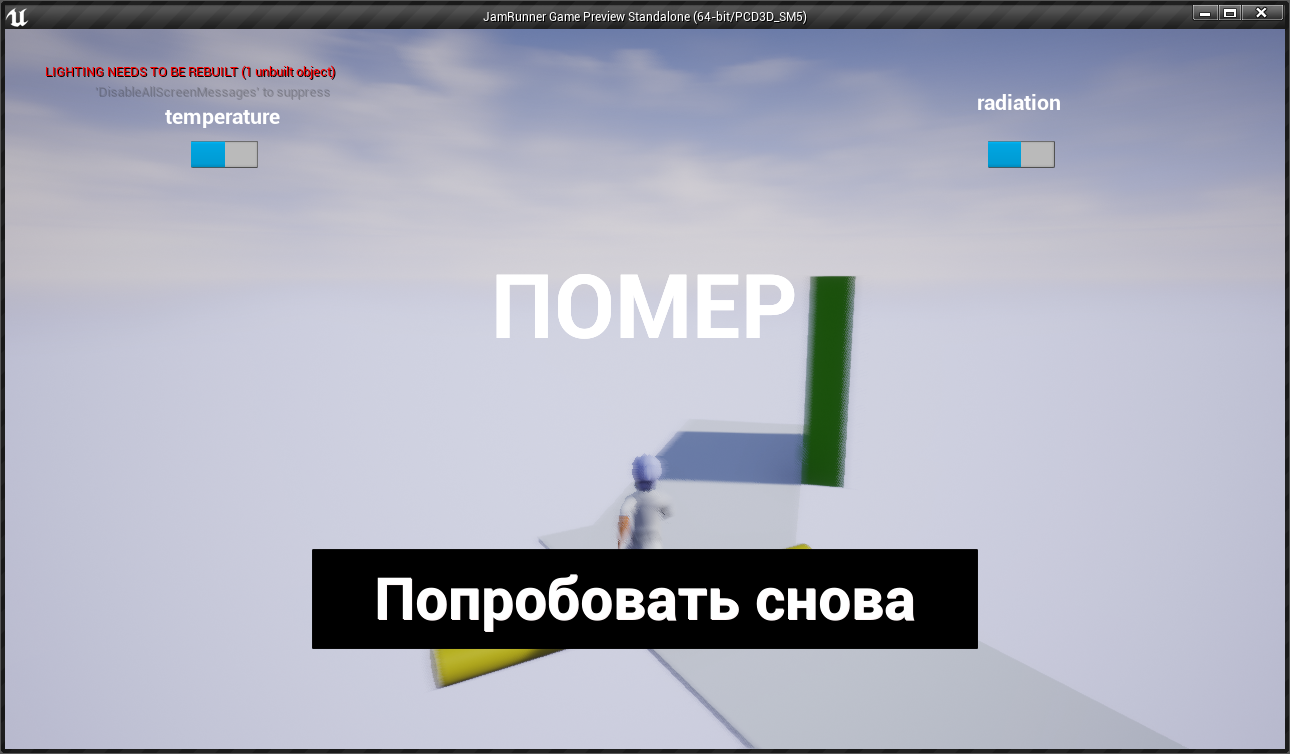 JamRunner Game Preview Standalone (64-bit/PCD3D_SM5)
LIGHTING NEEDS TO BE REBUILT (1 unbuilt object)
'DisableAllScreenMessages' to suppress
temperature
radiation
ПОМЕР
Попробовать снова